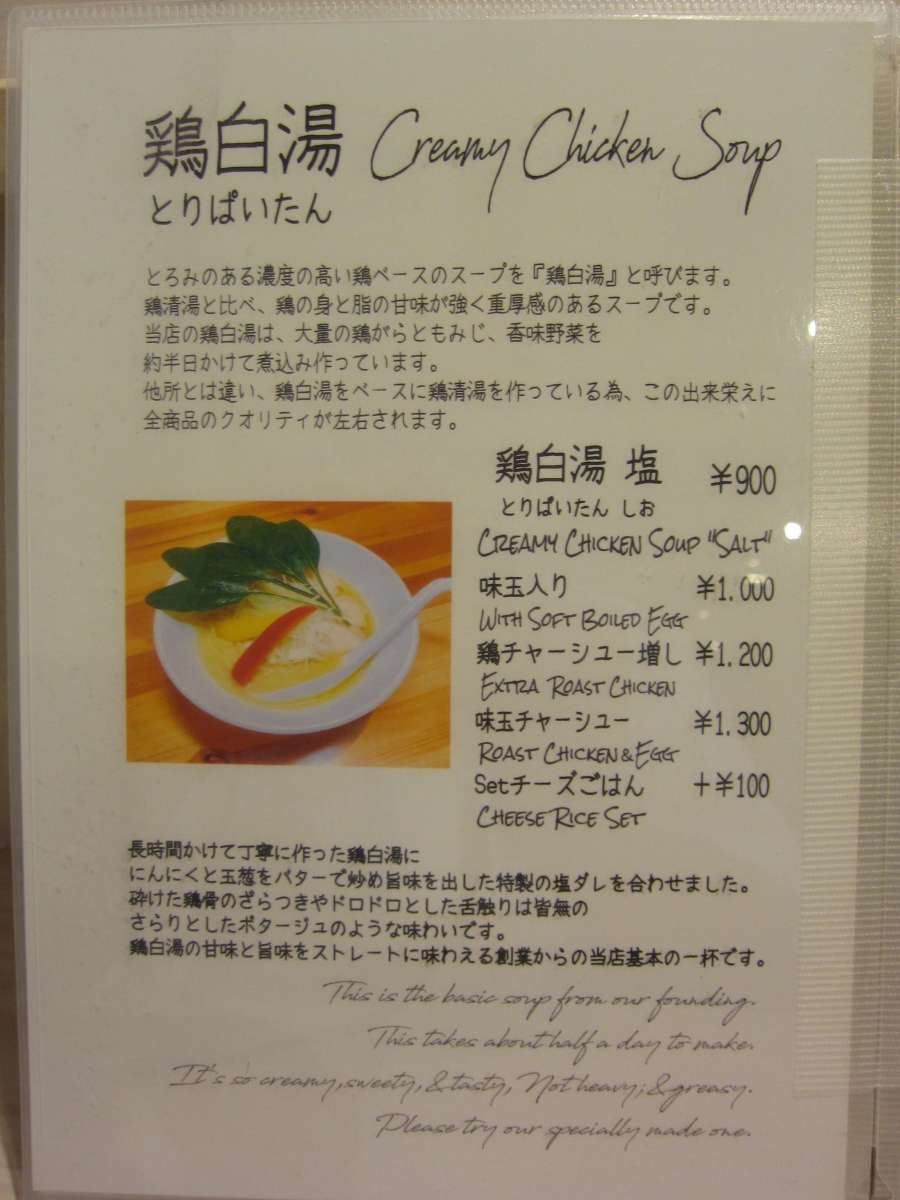 鶏白湯 Creamy Chicken Soup
とりぱいたん
とろみのある濃度の高い鶏ベースのスープを『鶏白湯』と呼びます。
鶏清湯と比べ、鶏の身と脂の甘味が強く重厚感のあるスープです。
当店の鶏白湯は、大量の鶏がらともみじ、香味野菜を
約半日かけて煮込み作っています。
他所とは違い、鶏白湯をベースに鶏清湯を作っている為、この出来栄えに
全商品のクオリティが左右されます。
鶏白湯 塩 ¥900
とりぱいたん しお
CREAMY CHICKEN SOUP "SALT"
味玉入り ¥1.000
WITH SOFT BOILED EGG
鶏チャーシュー増し ¥1.200
EXTRA ROAST CHICKEN
味玉チャーシュー ¥1.300
ROAST CHICKEN & EGG
Setチーズごはん +¥100
CHEESE RICE SET
長時間かけて丁寧に作った鶏白湯に
にんにくと玉葱をバターで炒め旨味を出した特製の塩ダレを合わせました。
砕けた鶏骨のざらつきやドロドロとした舌触りは皆無の
さらりとしたポタージュのような味わいです。
鶏白湯の甘味と旨味をストレートに味わえる創業からの当店基本の一杯です。
This is the basic soup from our founding.
This takes about half a day to make.
It's so creamy, sweety, & tasty, Not heavy; & greasy.
Please try our specially made one.